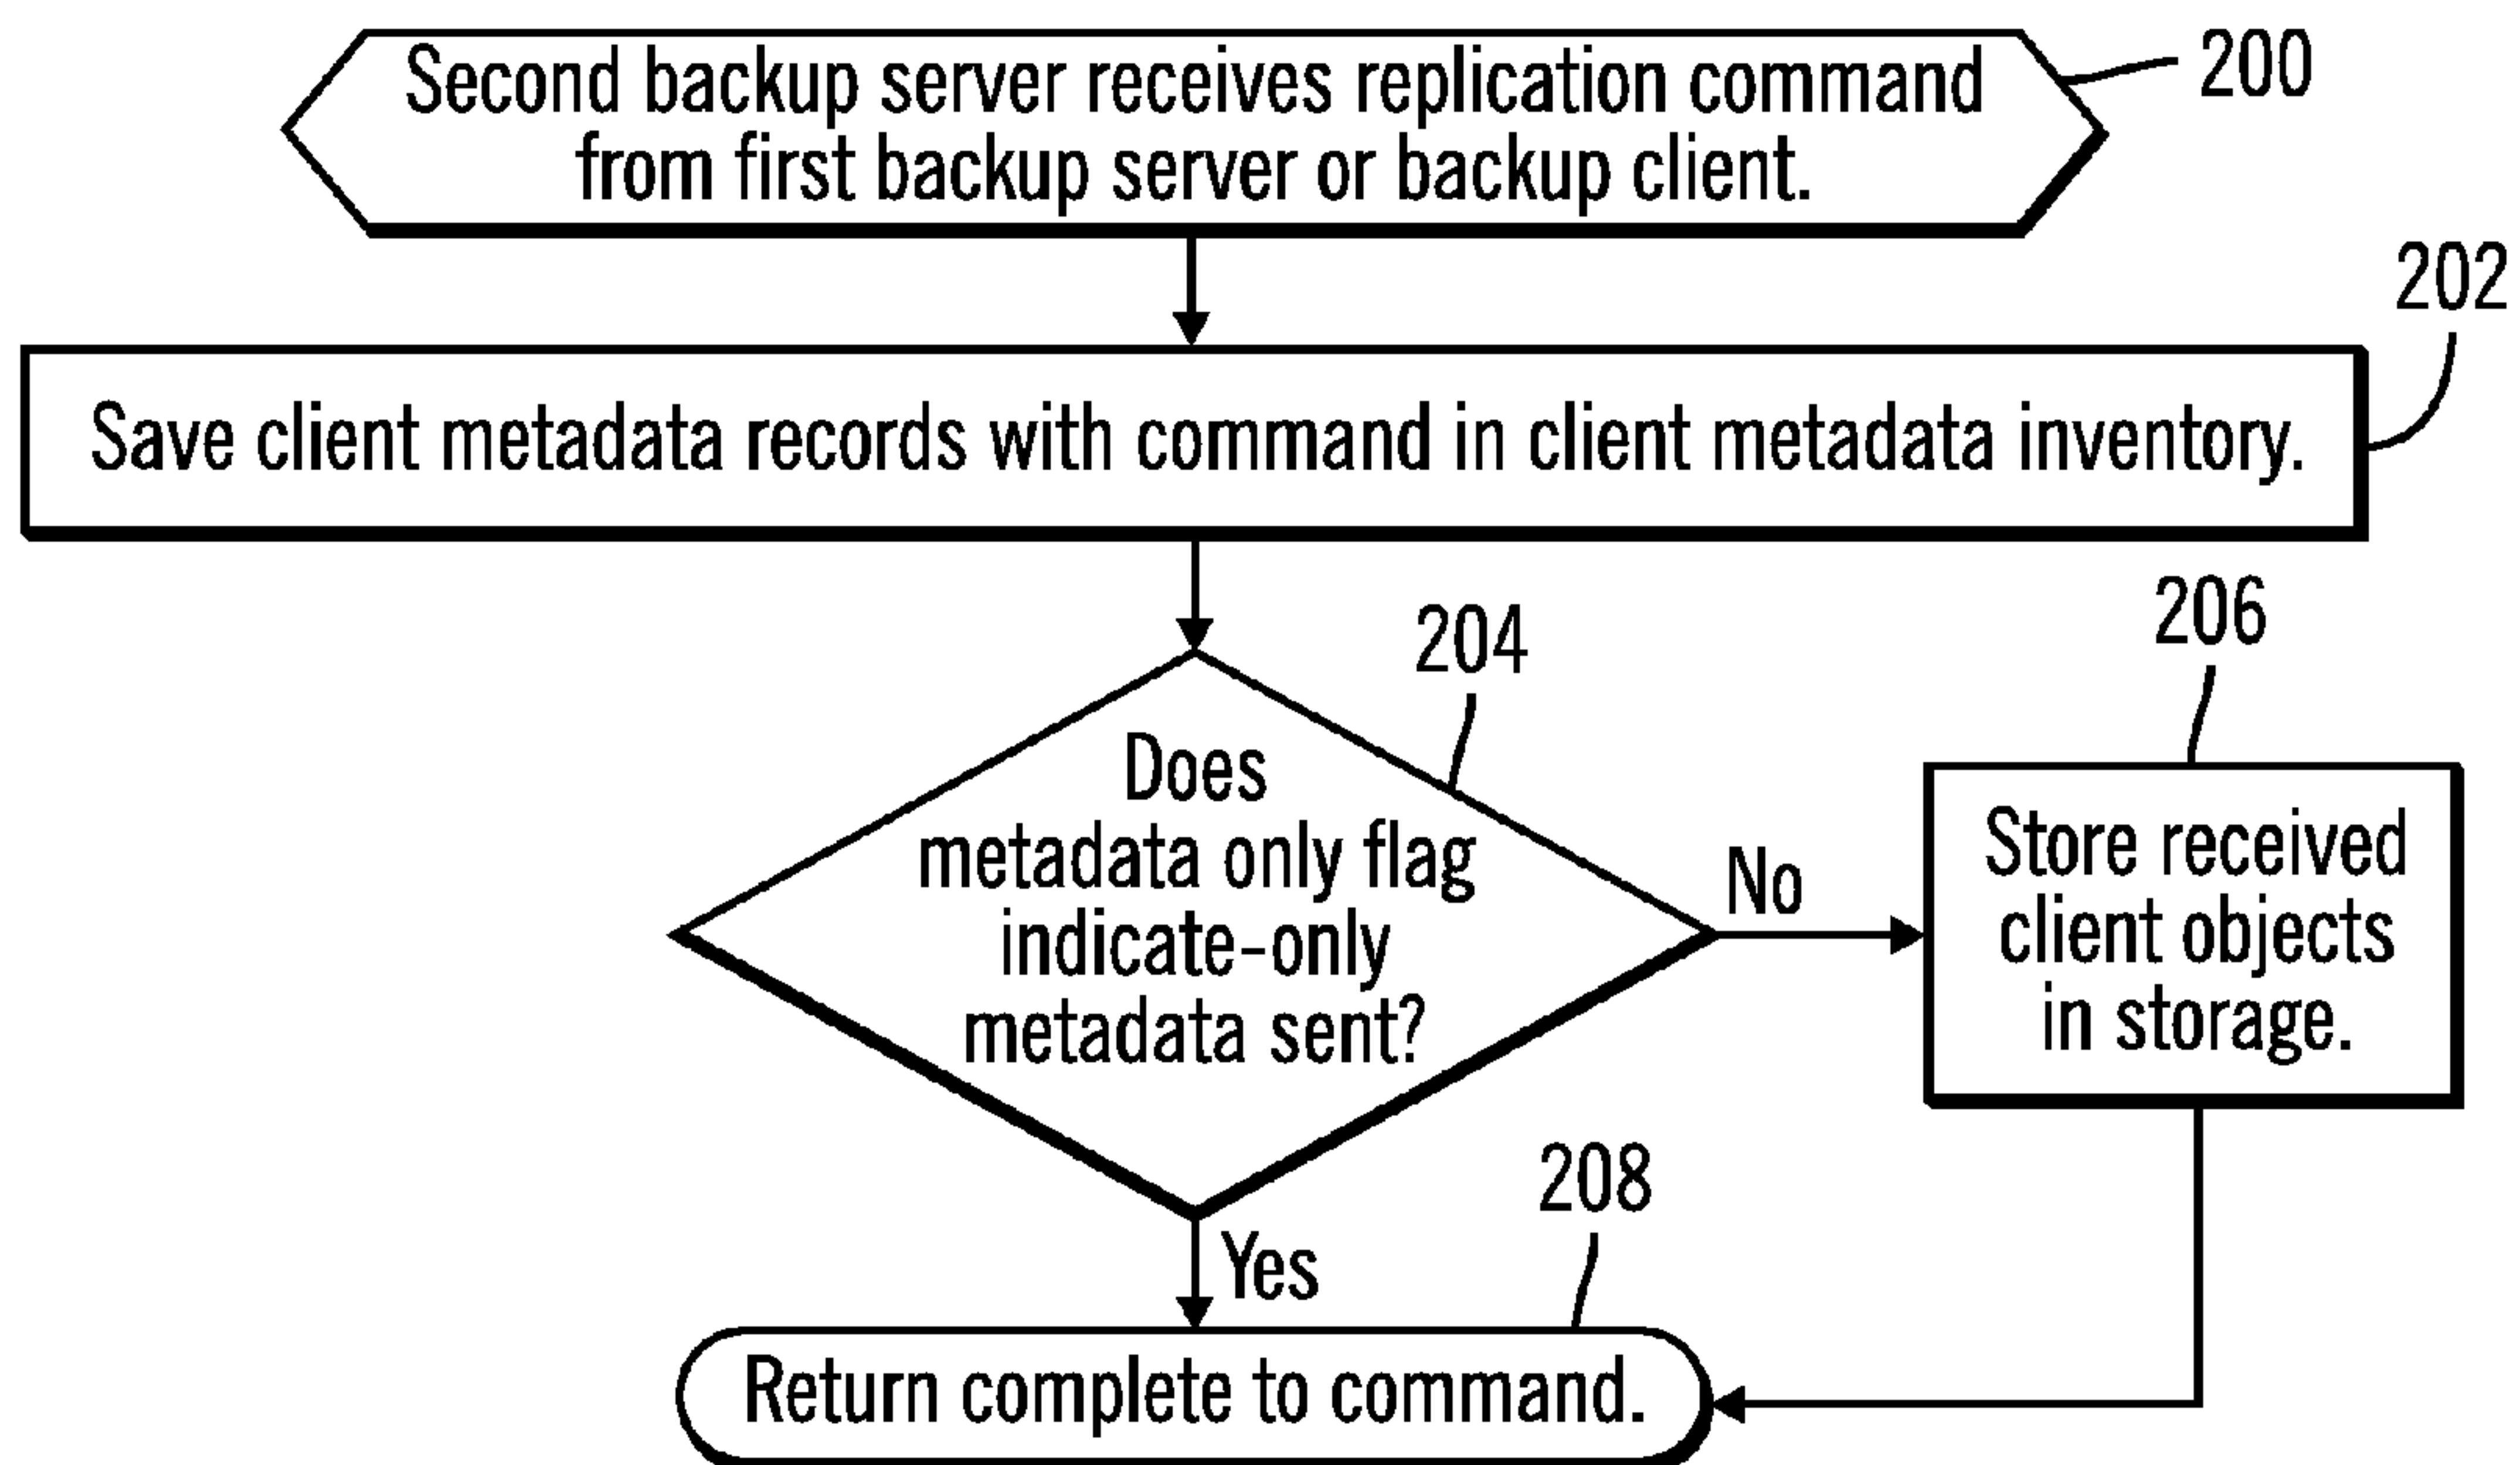 Second backup server receives replication command
from first backup server or backup client.
200
202
Save client metadata records with command in client metadata inventory.
204
206
Does
metadata only flag
indicate-only
metadata sent?
No
Store received
client objects
in storage.
208
Yes
Return complete to command.